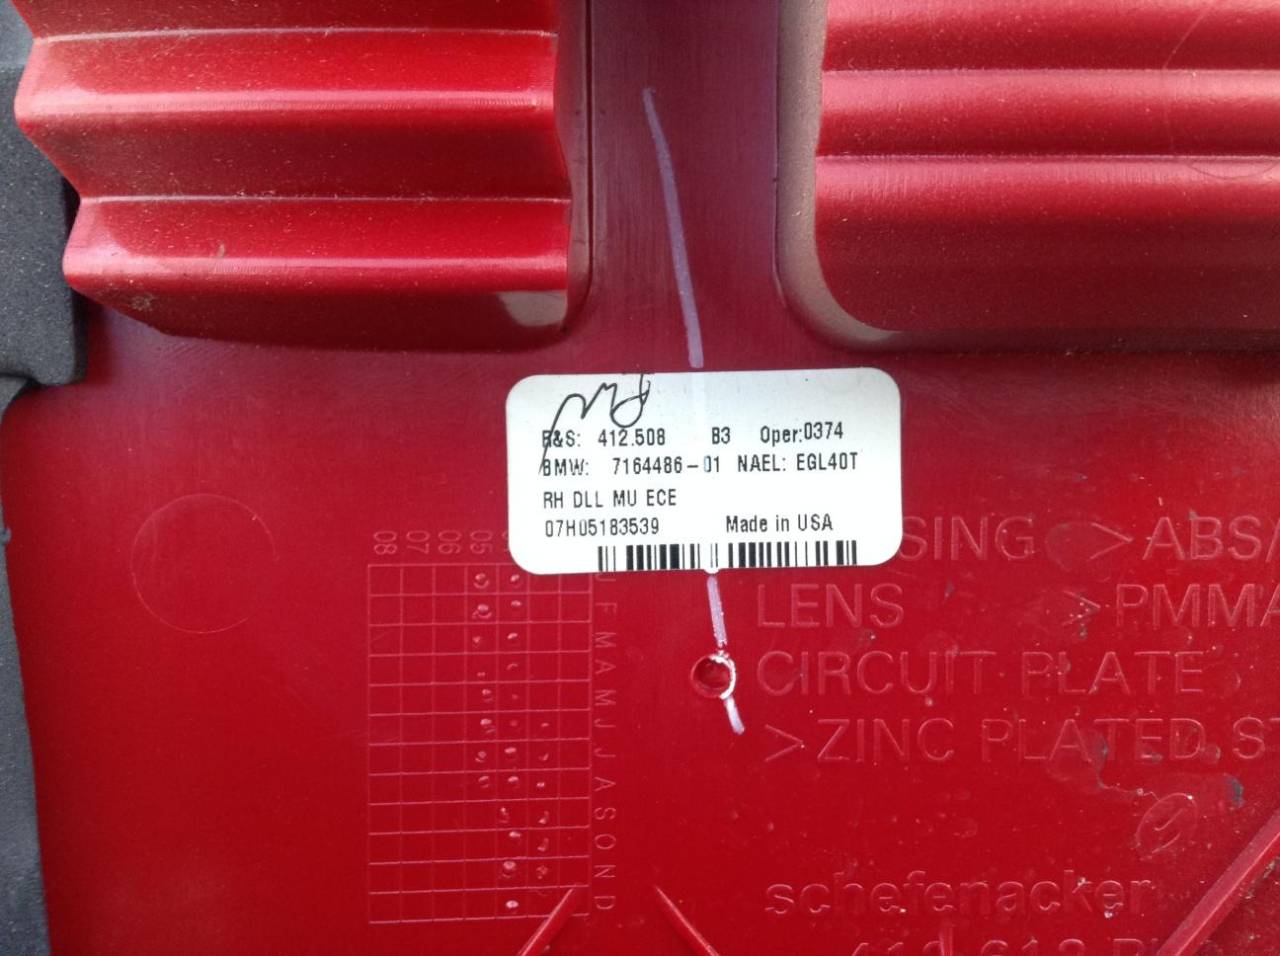 R&S: 412.508 B3 Oper:0374
BMW: 7164486-01 NAEL: EGL40T
RH DLL MU ECE
07H05183539 Made in USA
08 07 06 05
J F M A M J J A S O N D
> ABS/
LENS > PMMA
CIRCUIT PLATE
> ZINC PLATED
schefenacker